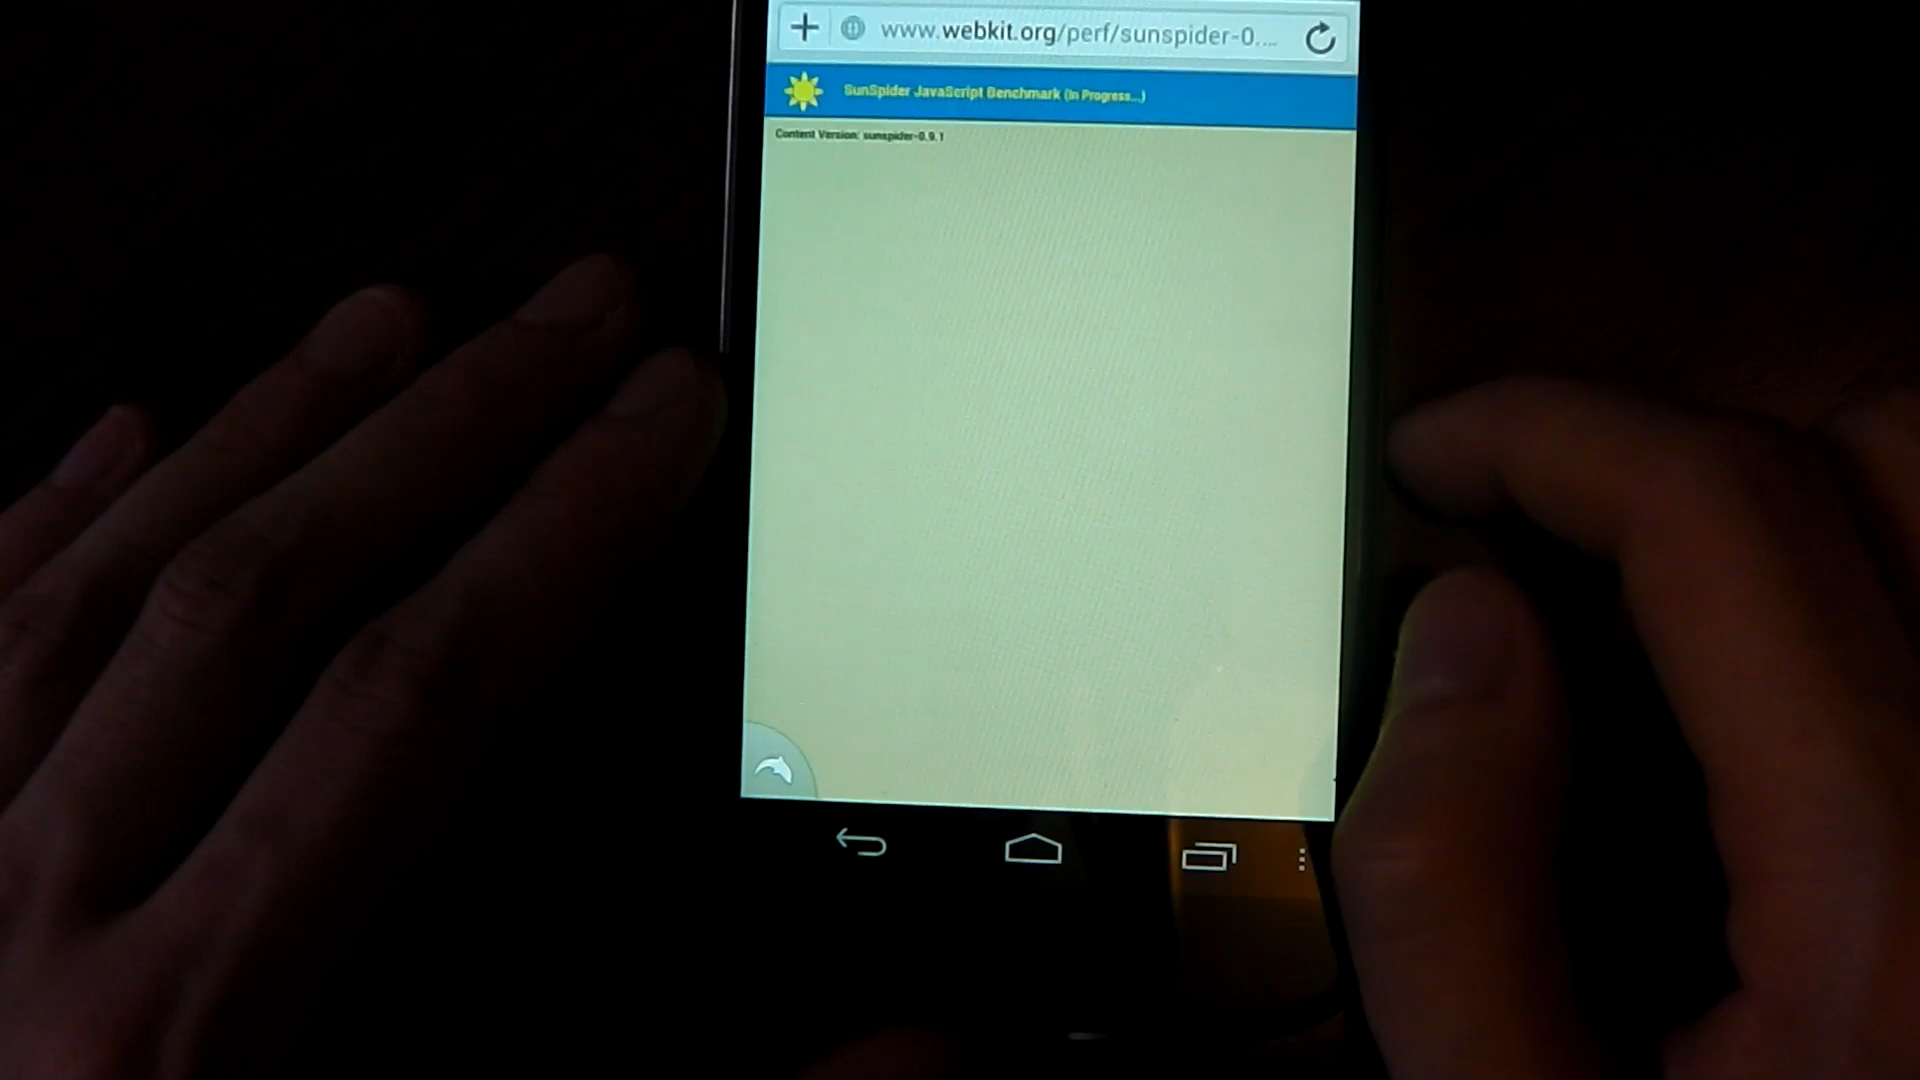 www.webkit.org/perf/sunspider-0....
SunSpider JavaScript Benchmark (In Progress...)
Content Version: sunspider-0.9.1